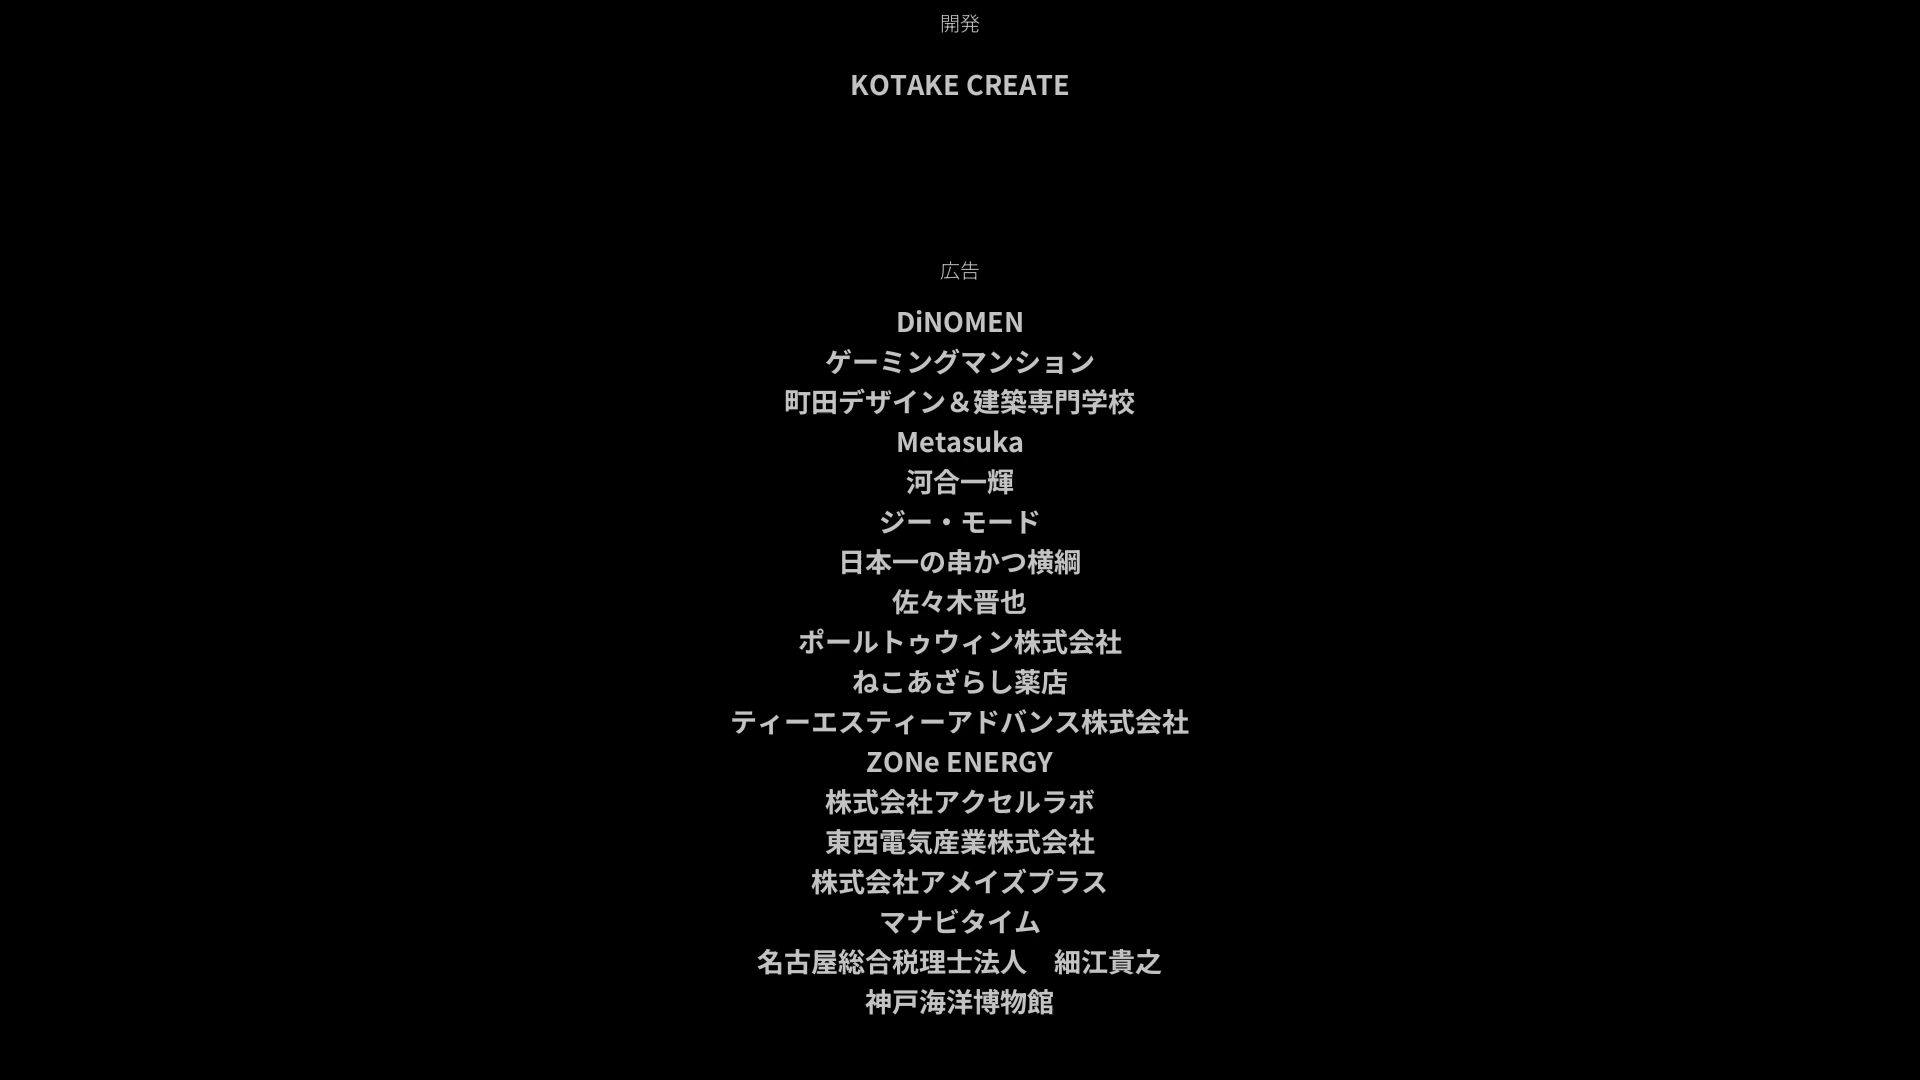 開発
KOTAKE CREATE
広告
DiNOMEN
ゲーミングマンション
町田デザイン＆建築専門学校
Metasuka
河合一輝
ジー・モード
日本一の串かつ横綱
佐々木晋也
ポールトゥウィン株式会社
ねこあざらし薬店
ティーエスティーアドバンス株式会社
ZONe ENERGY
株式会社アクセルラボ
東西電気産業株式会社
株式会社アメイズプラス
マナビタイム
名古屋総合税理士法人　細江貴之
神戸海洋博物館